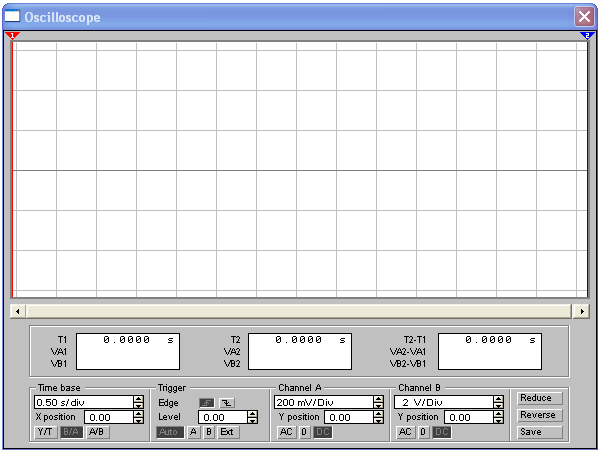 Oscilloscope
1 2
T1 0.0000 s T2 0.0000 s T2-T1 0.0000 s
VA1 VA2 VA2-VA1
VB1 VB2 VB2-VB1
Time base Trigger Channel A Channel B
0.50 s/div Edge 200 mV/Div 2 V/Div Reduce
X position 0.00 Level 0.00 Y position 0.00 Y position 0.00 Reverse
Y/T B/A A/B Auto A B Ext AC 0 DC AC 0 DC Save